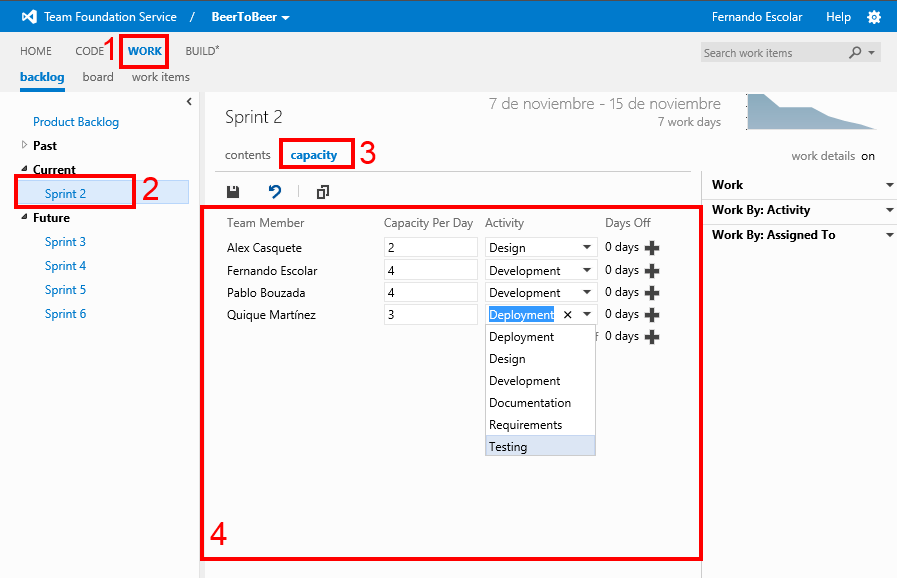 Team Foundation Service / BeerToBeer Fernando Escolar Help
HOME CODE 1 WORK BUILD*
Search work items
backlog board work items
Sprint 2 7 de noviembre - 15 de noviembre
7 work days
Product Backlog
Past
Current
Sprint 2 2
Future
Sprint 3
Sprint 4
Sprint 5
Sprint 6
contents capacity 3
work details on
Work
Work By: Activity
Work By: Assigned To
Team Member Capacity Per Day Activity Days Off
Alex Casquete 2 Design 0 days
Fernando Escolar 4 Development 0 days
Pablo Bouzada 4 Development 0 days
Quique Martínez 3 Deployment 0 days
f 0 days
Deployment
Design
Development
Documentation
Requirements
Testing
4